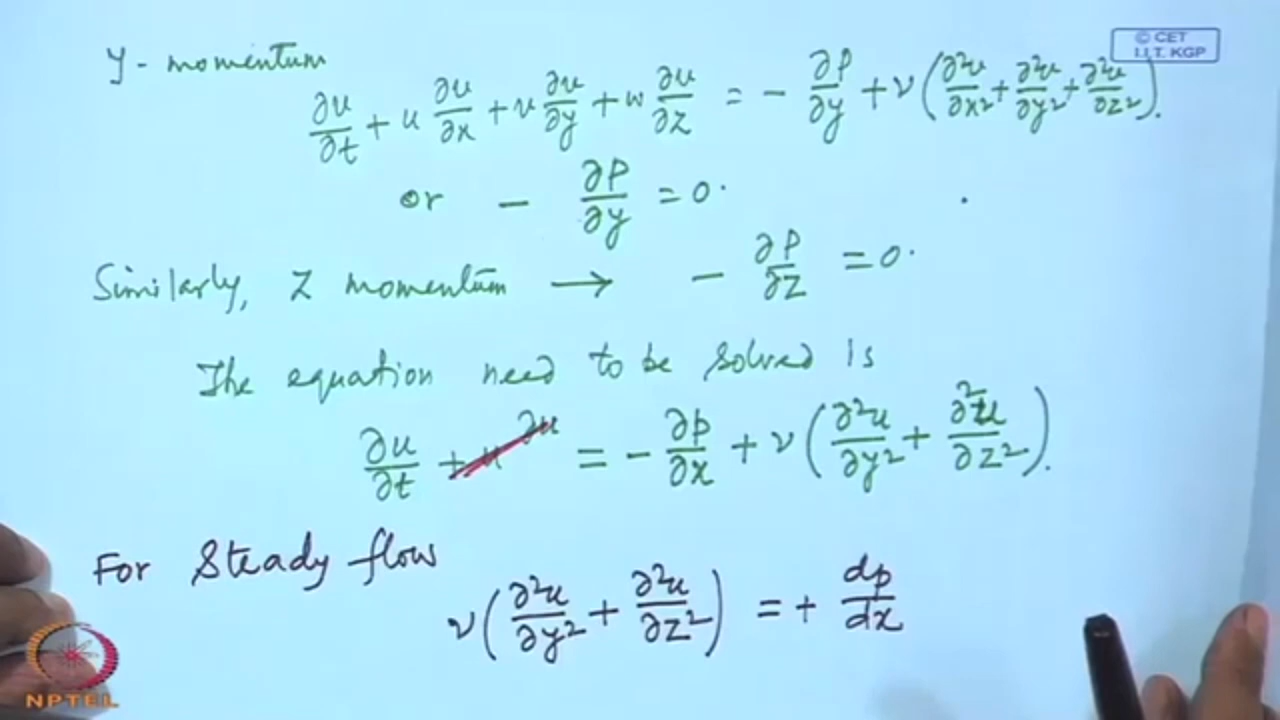 © CET
I.I.T. KGP
Y - momentum
∂v/∂t + u ∂v/∂x + v ∂v/∂y + w ∂v/∂z = - ∂p/∂y + ν(∂²v/∂x² + ∂²v/∂y² + ∂²v/∂z²).
or - ∂p/∂y = 0.
Similarly, Z momentum → - ∂p/∂z = 0.
The equation need to be solved is
∂u/∂t + u ∂u = - ∂p/∂x + ν(∂²u/∂y² + ∂²u/∂z²).
For Steady flow
ν(∂²u/∂y² + ∂²u/∂z²) = + dp/dx
NPTEL